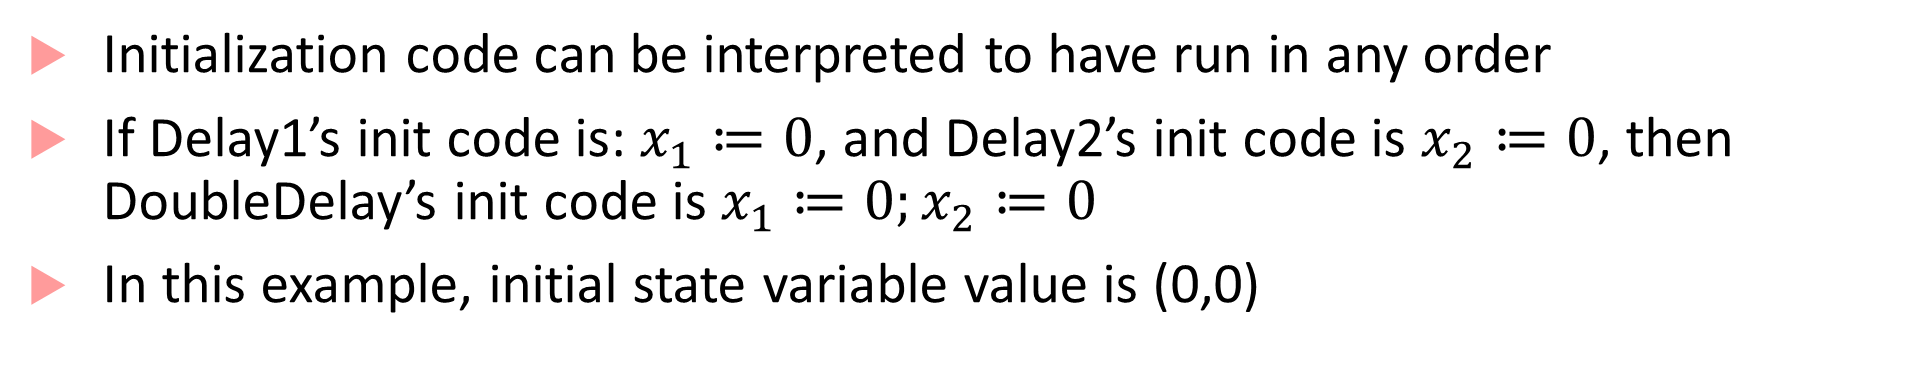 Initialization code can be interpreted to have run in any order
If Delay1’s init code is: x₁ ≔ 0, and Delay2’s init code is x₂ ≔ 0, then
DoubleDelay’s init code is x₁ ≔ 0; x₂ ≔ 0
In this example, initial state variable value is (0,0)